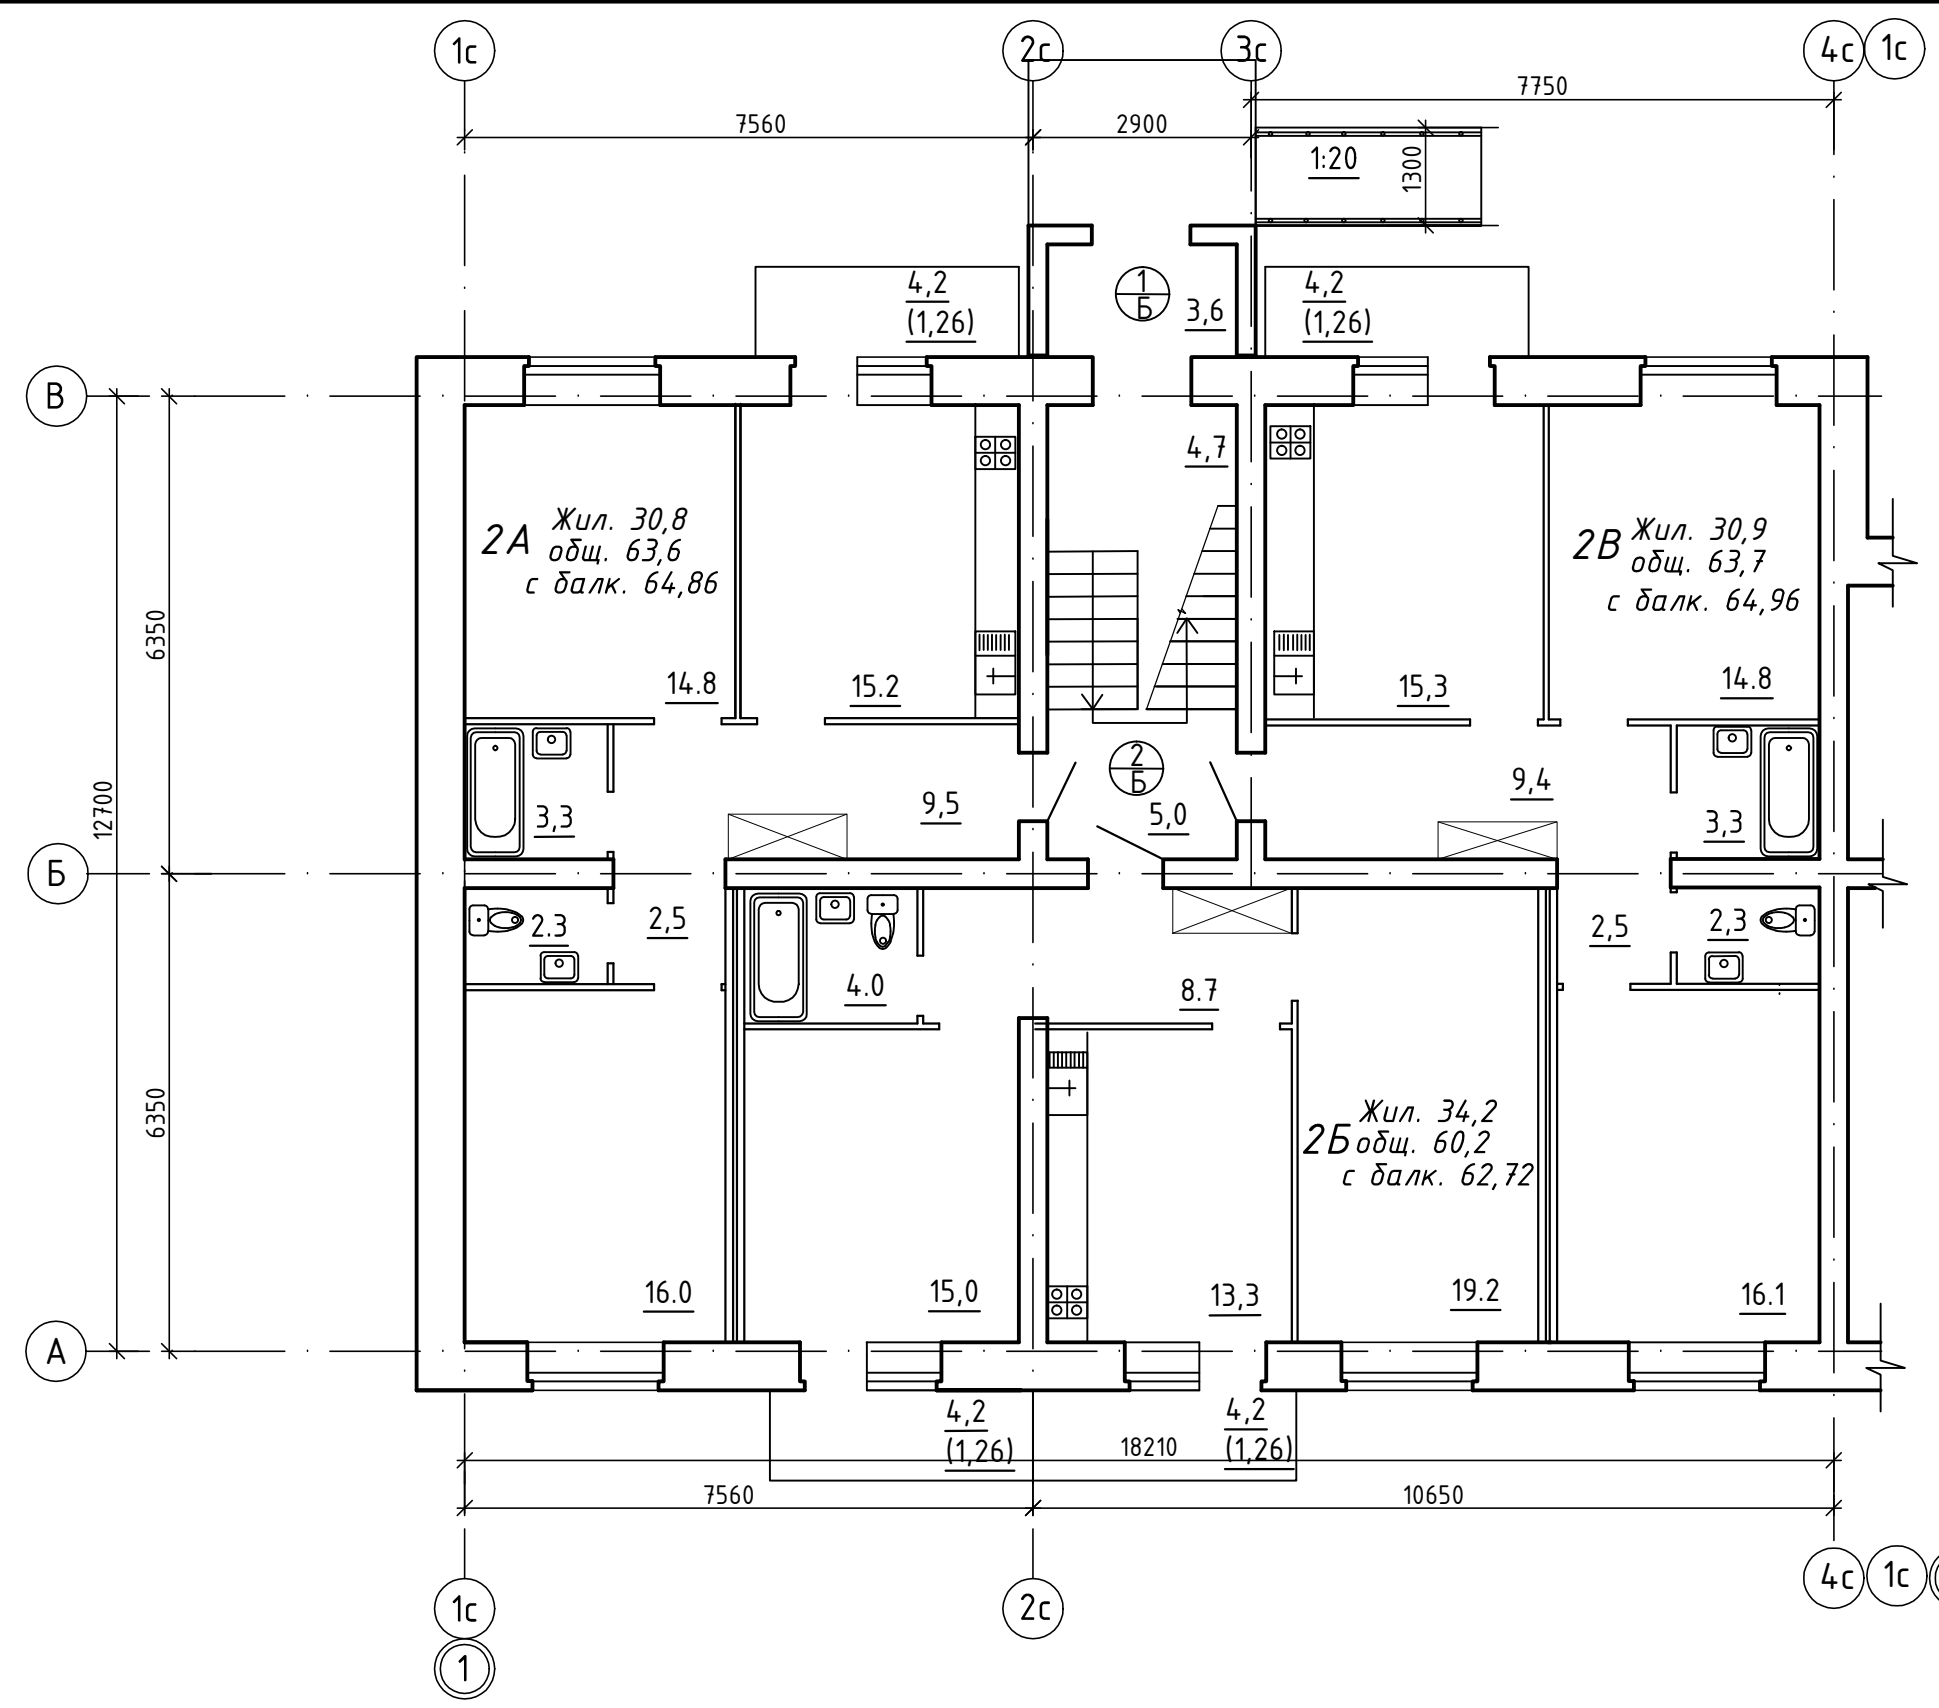 1с
2с
3с
4с
1с
7750
7560
2900
1:20
1300
4,2
(1,26)
1
Б
3,6
4,2
(1,26)
В
4,7
2А
Жил. 30,8
общ. 63,6
с балк. 64,86
2В
Жил. 30,9
общ. 63,7
с балк. 64,96
6350
14.8
15.2
15,3
14.8
12700
2
Б
3,3
9,5
5,0
9,4
3,3
Б
2.3
2,5
4.0
8.7
2,5
2,3
6350
2Б
Жил. 34,2
общ. 60,2
с балк. 62,72
16.0
15,0
13,3
19.2
16.1
А
4,2
(1,26)
4,2
(1,26)
18210
7560
10650
1с
2с
4с
1с
1